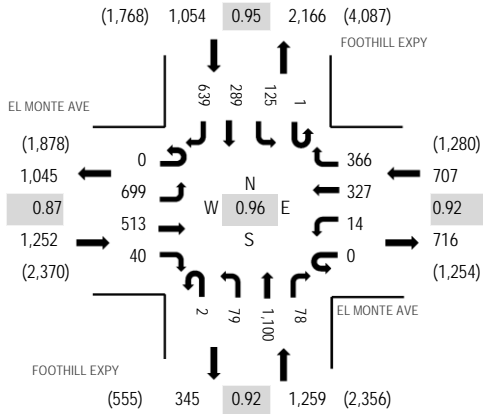 (1,768) 1,054 0.95 2,166 (4,087)
FOOTHILL EXPY
639 289 125 1
EL MONTE AVE
(1,878) (1,280)
0 366
1,045 707
699 N 327
0.87 W 0.96 E 0.92
513 S 14
1,252 716
40 0
(2,370) (1,254)
2 79 1,100 78
EL MONTE AVE
FOOTHILL EXPY
(555) 345 0.92 1,259 (2,356)